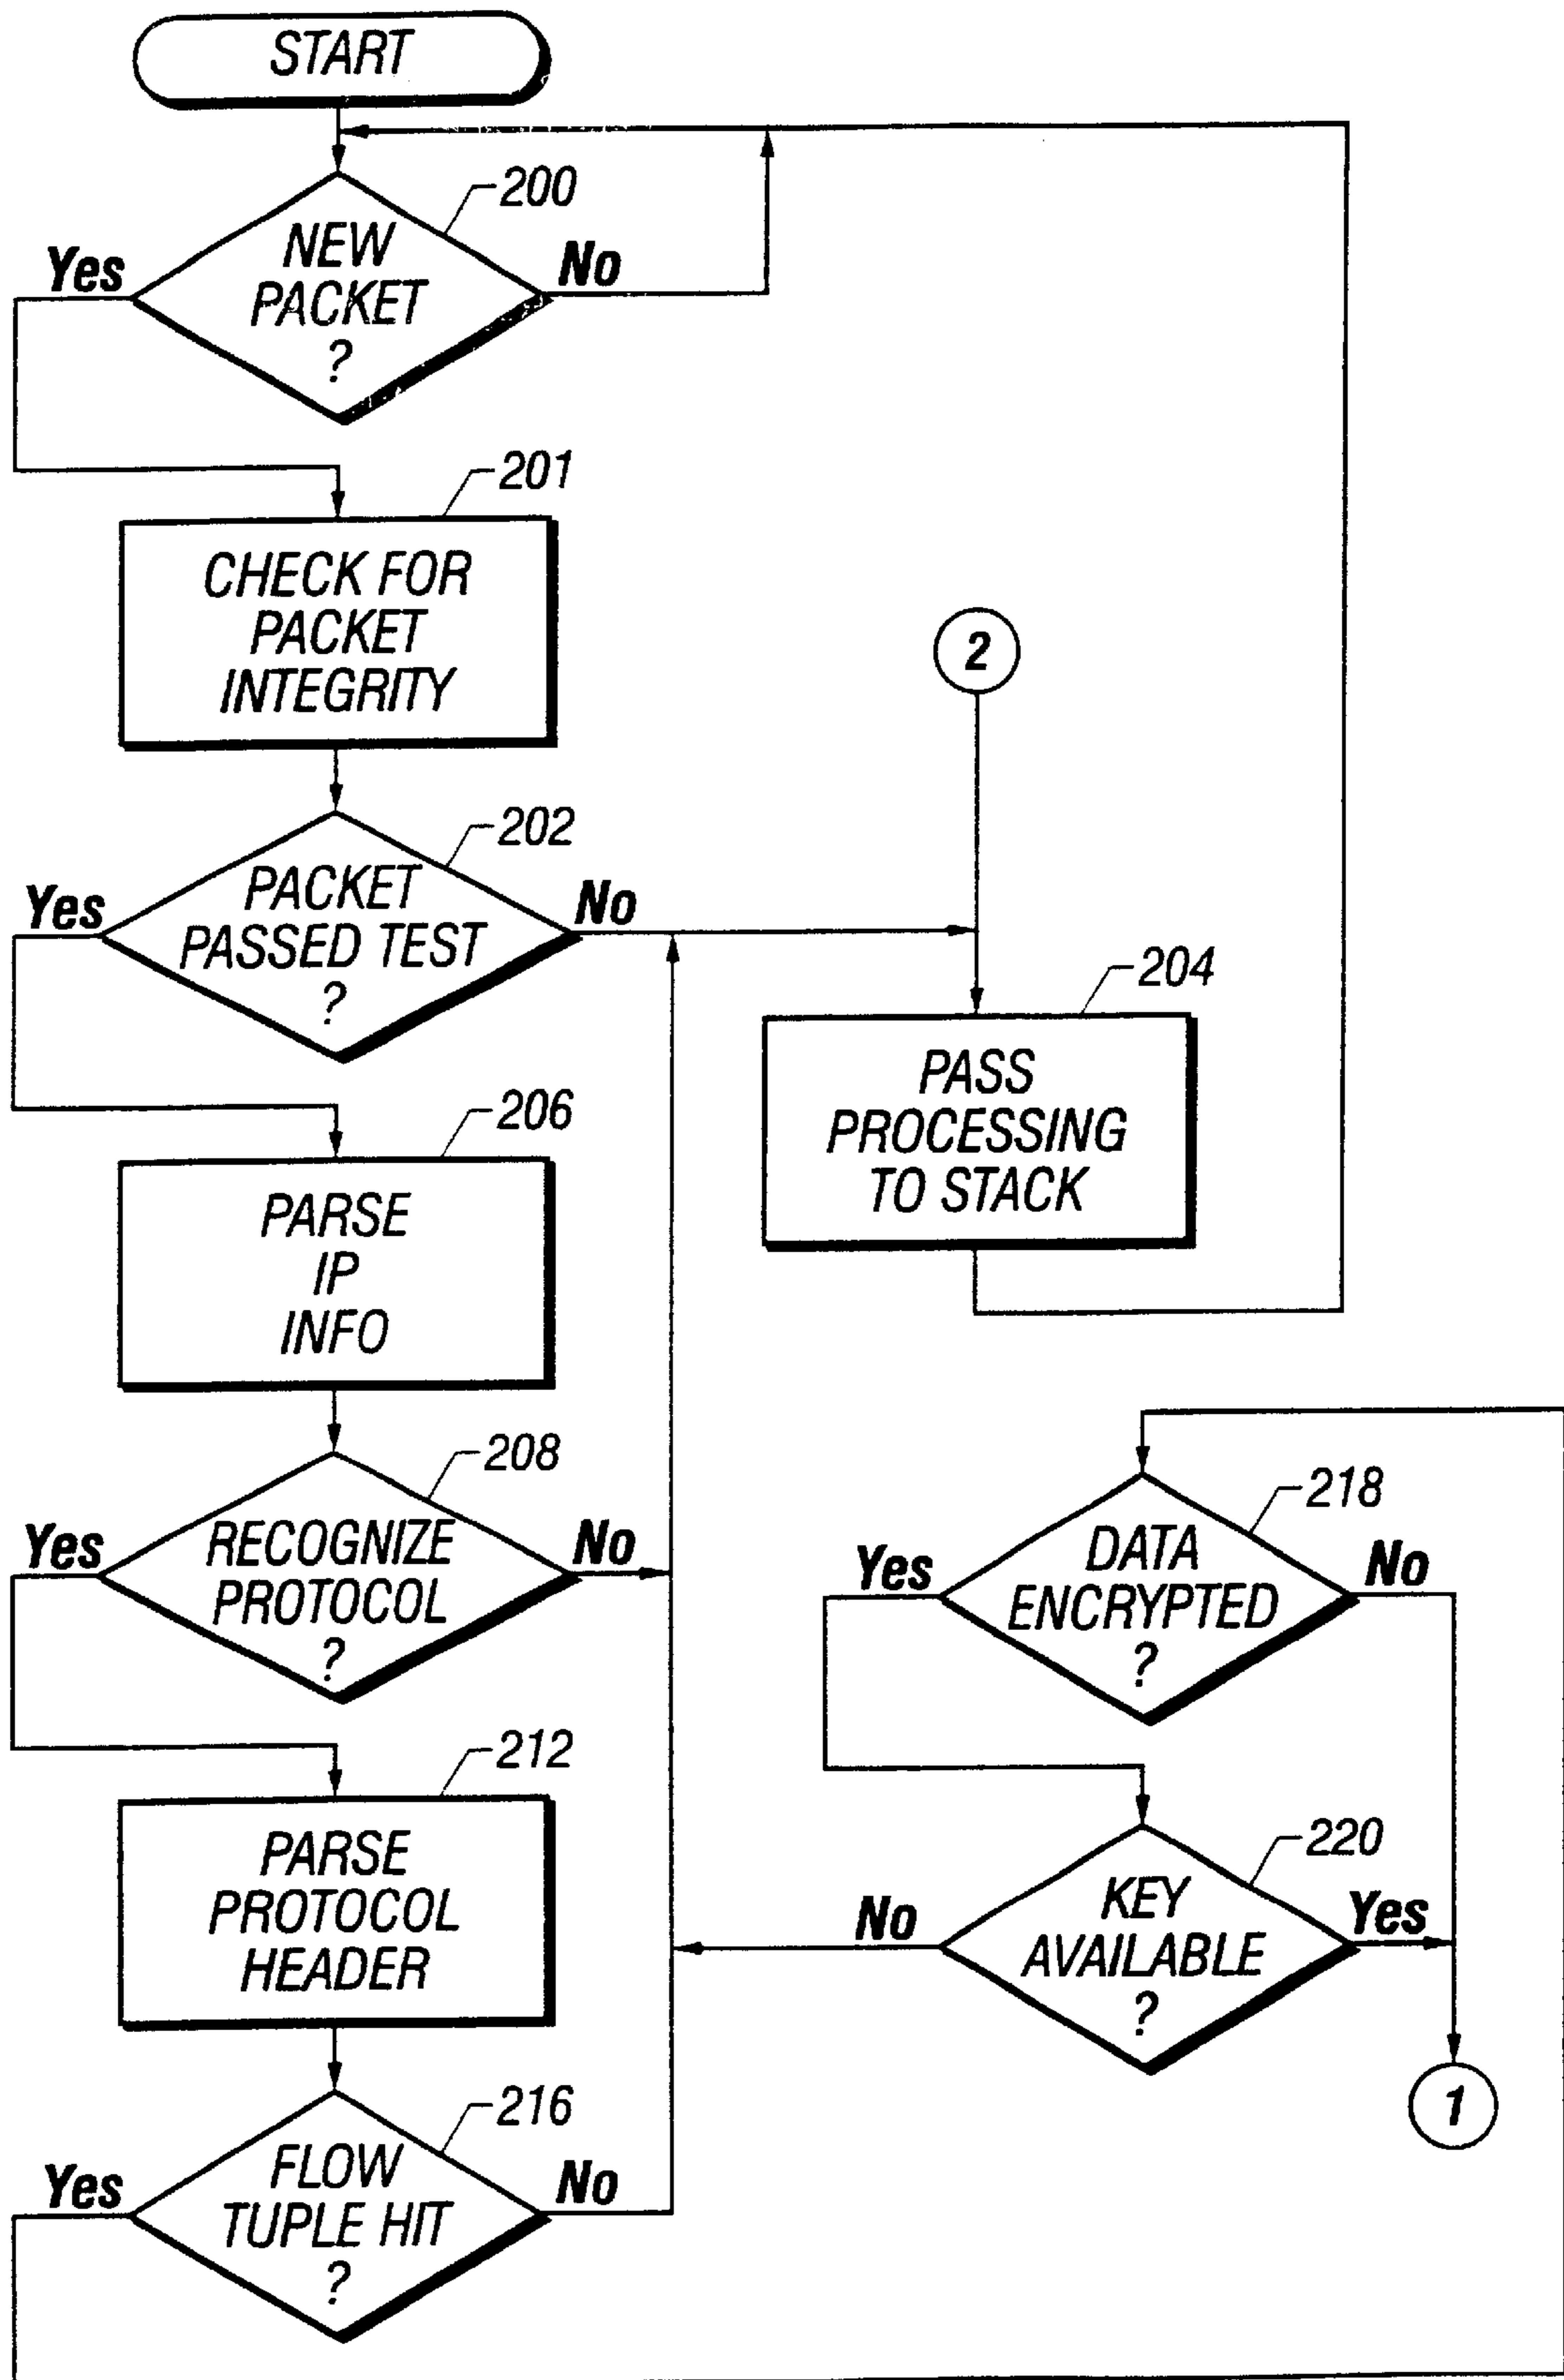 START
200
NEW
PACKET
?
Yes
No
201
CHECK FOR
PACKET
INTEGRITY
2
202
PACKET
PASSED TEST
?
Yes
No
204
PASS
PROCESSING
TO STACK
206
PARSE
IP
INFO
208
RECOGNIZE
PROTOCOL
?
Yes
No
218
DATA
ENCRYPTED
?
Yes
No
212
PARSE
PROTOCOL
HEADER
220
KEY
AVAILABLE
?
No
Yes
1
216
FLOW
TUPLE HIT
?
Yes
No